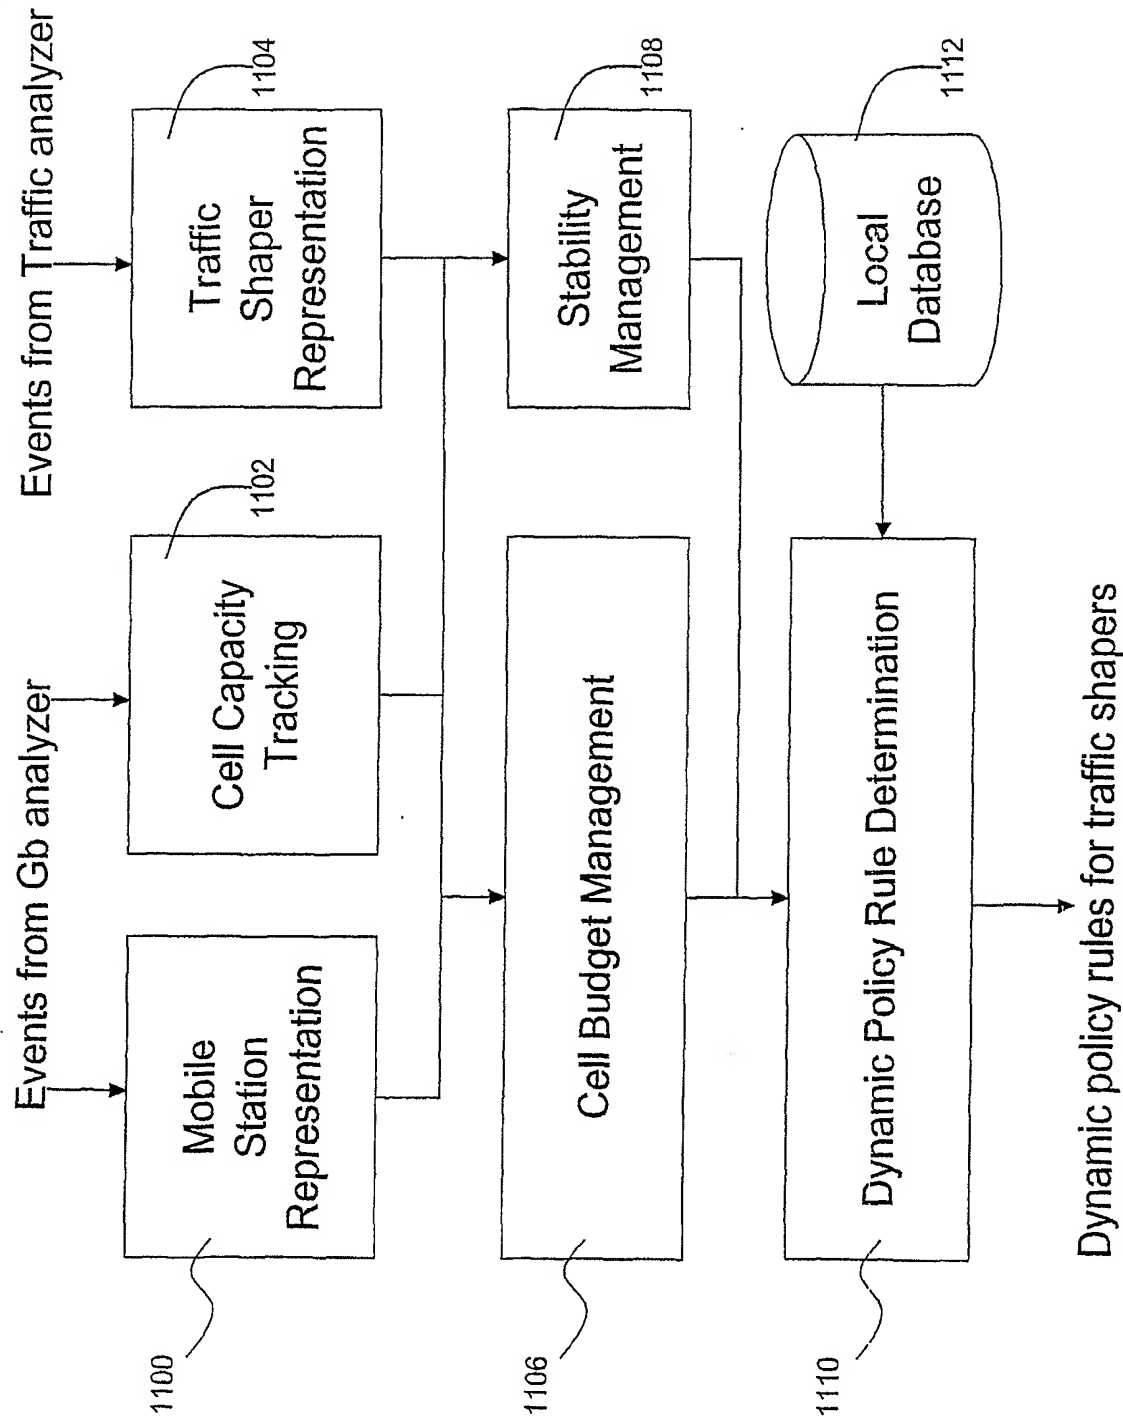 Events from Gb analyzer
Events from Traffic analyzer
1100
Mobile
Station
Representation
1102
Cell Capacity
Tracking
1104
Traffic
Shaper
Representation
1106
Cell Budget Management
1108
Stability
Management
1110
Dynamic Policy Rule Determination
1112
Local
Database
Dynamic policy rules for traffic shapers